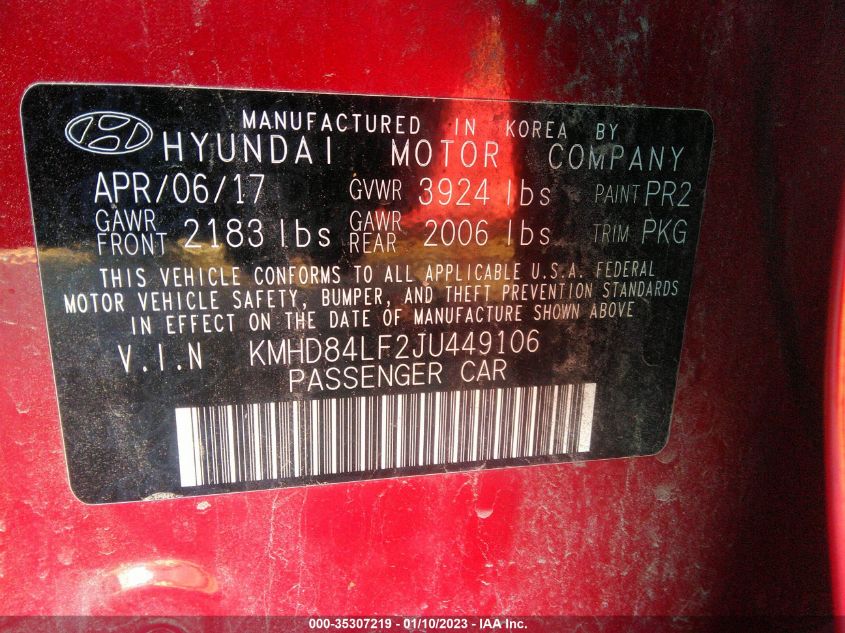 MANUFACTURED IN KOREA BY
HYUNDAI MOTOR COMPANY
APR/06/17 GVWR 3924 lbs PAINT PR2
GAWR FRONT 2183 lbs GAWR REAR 2006 lbs TRIM PKG
THIS VEHICLE CONFORMS TO ALL APPLICABLE U.S.A. FEDERAL
MOTOR VEHICLE SAFETY, BUMPER, AND THEFT PREVENTION STANDARDS
IN EFFECT ON THE DATE OF MANUFACTURE SHOWN ABOVE
V.I.N KMHD84LF2JU449106
PASSENGER CAR
000-35307219 - 01/10/2023 - IAA Inc.